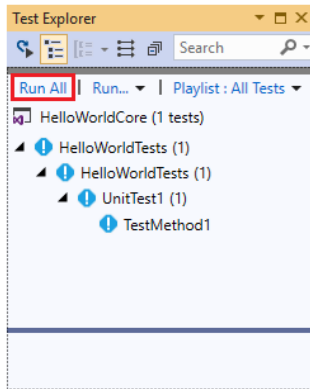 Test Explorer
Search
Run All | Run... | Playlist : All Tests
HelloWorldCore (1 tests)
HelloWorldTests (1)
HelloWorldTests (1)
UnitTest1 (1)
TestMethod1